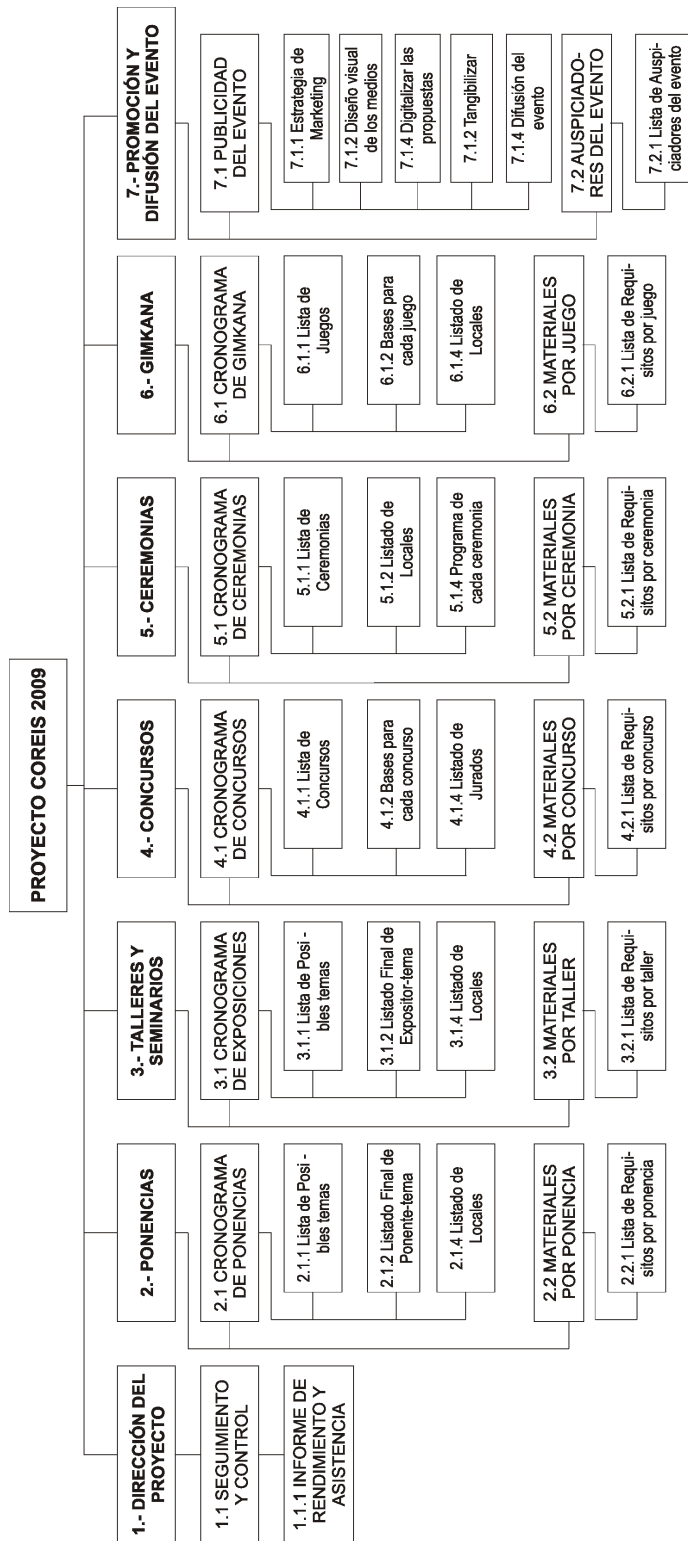 PROYECTO COREIS 2009
1.- DIRECCIÓN DEL
PROYECTO
1.1 SEGUIMIENTO
Y CONTROL
1.1.1 INFORME DE
RENDIMIENTO Y
ASISTENCIA
2.- PONENCIAS
2.1 CRONOGRAMA
DE PONENCIAS
2.1.1 Lista de Posi -
bles temas
2.1.2 Listado Final de
Ponente-tema
2.1.4 Listado de
Locales
2.2 MATERIALES
POR PONENCIA
2.2.1 Lista de Requi-
sitos por ponencia
3.- TALLERES Y
SEMINARIOS
3.1 CRONOGRAMA
DE EXPOSICIONES
3.1.1 Lista de Posi -
bles temas
3.1.2 Listado Final de
Expositor-tema
3.1.4 Listado de
Locales
3.2 MATERIALES
POR TALLER
3.2.1 Lista de Requi-
sitos por taller
4.- CONCURSOS
4.1 CRONOGRAMA
DE CONCURSOS
4.1.1 Lista de
Concursos
4.1.2 Bases para
cada concurso
4.1.4 Listado de
Jurados
4.2 MATERIALES
POR CONCURSO
4.2.1 Lista de Requi-
sitos por concurso
5.- CEREMONIAS
5.1 CRONOGRAMA
DE CEREMONIAS
5.1.1 Lista de
Ceremonias
5.1.2 Listado de
Locales
5.1.4 Programa de
cada ceremonia
5.2 MATERIALES
POR CEREMONIA
5.2.1 Lista de Requi-
sitos por ceremonia
6.- GIMKANA
6.1 CRONOGRAMA
DE GIMKANA
6.1.1 Lista de
Juegos
6.1.2 Bases para
cada juego
6.1.4 Listado de
Locales
6.2 MATERIALES
POR JUEGO
6.2.1 Lista de Requi-
sitos por juego
7.- PROMOCIÓN Y
DIFUSIÓN DEL EVENTO
7.1 PUBLICIDAD
DEL EVENTO
7.1.1 Estrategia de
Marketing
7.1.2 Diseño visual
de los medios
7.1.4 Digitalizar las
propuestas
7.1.2 Tangibilizar
7.1.4 Difusión del
evento
7.2 AUSPICIADO-
RES DEL EVENTO
7.2.1 Lista de Auspi-
ciadores del evento